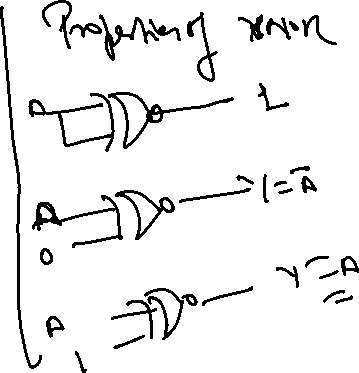 Properties of XNOR
A 1
A
0 Y = A̅
A
1 Y = A